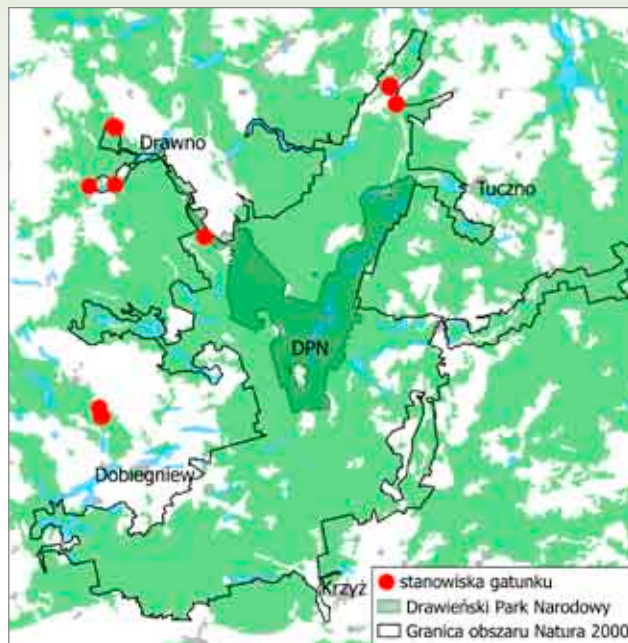 Drawno
Tuczno
DPN
Dobiegniew
Krzyż
stanowiska gatunku
Drawieński Park Narodowy
Granica obszaru Natura 2000